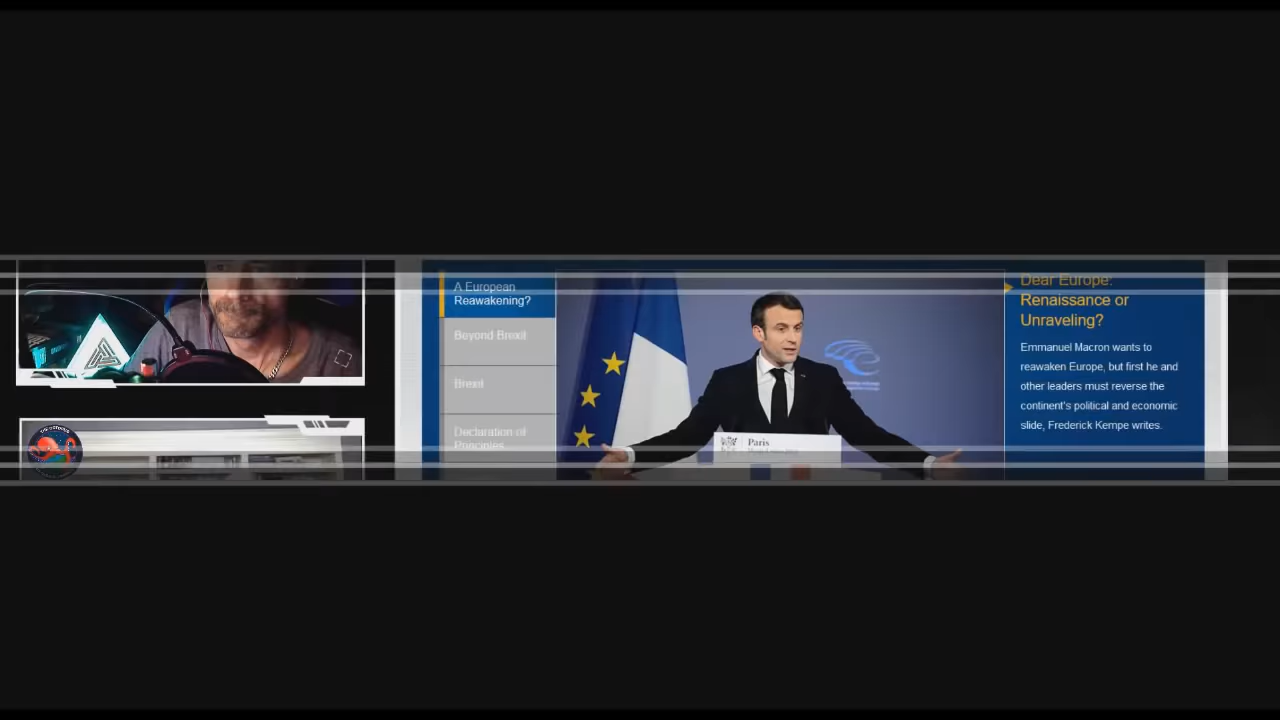 A European
Reawakening?
Beyond Brexit
Brexit
Declaration of
Principles
Paris
Dear Europe:
Renaissance or
Unraveling?
Emmanuel Macron wants to
reawaken Europe, but first he and
other leaders must reverse the
continent's political and economic
slide, Frederick Kempe writes.